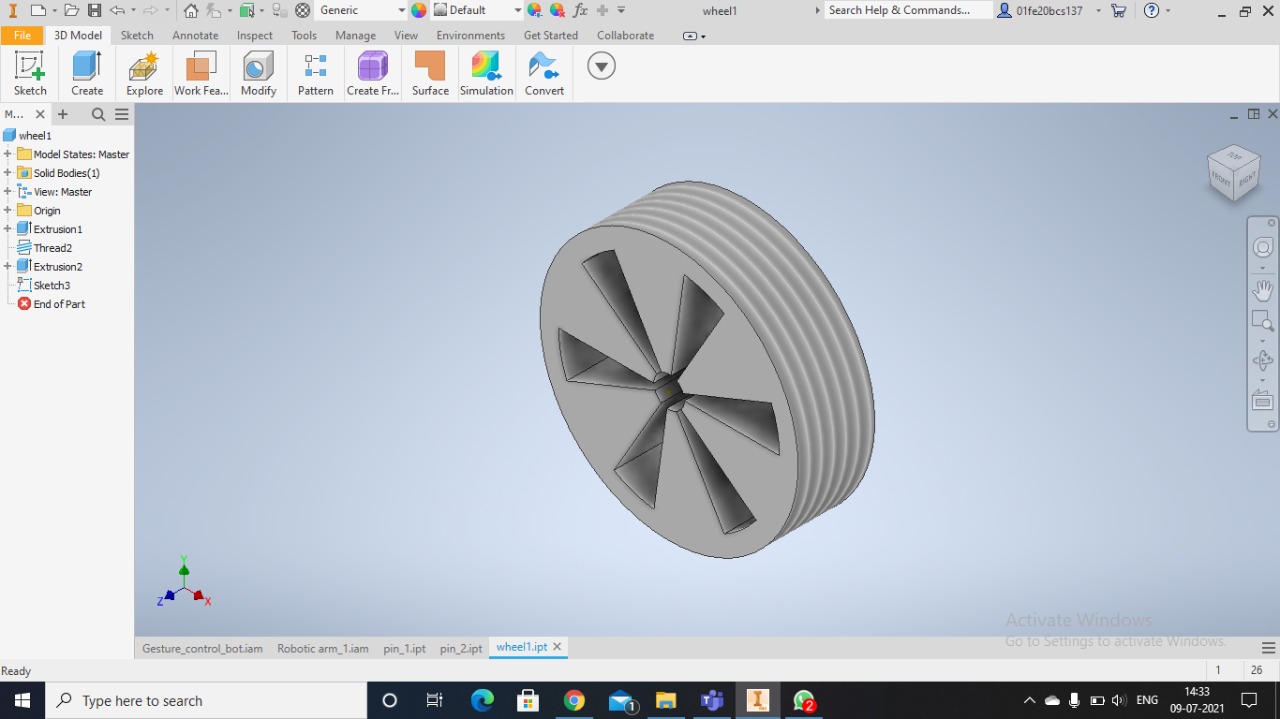 Generic
Default
fx
wheel1
Search Help & Commands...
01fe20bcs137
File
3D Model
Sketch
Annotate
Inspect
Tools
Manage
View
Environments
Get Started
Collaborate
Sketch
Create
Explore
Work Fea...
Modify
Pattern
Create Fr...
Surface
Simulation
Convert
M...
wheel1
Model States: Master
Solid Bodies(1)
View: Master
Origin
Extrusion1
Thread2
Extrusion2
Sketch3
End of Part
TOP
FRONT
RIGHT
Y
Z
X
Activate Windows
Go to Settings to activate Windows.
Gesture_control_bot.iam
Robotic arm_1.iam
pin_1.ipt
pin_2.ipt
wheel1.ipt
Ready
1
26
Type here to search
1
2
ENG
14:33
09-07-2021